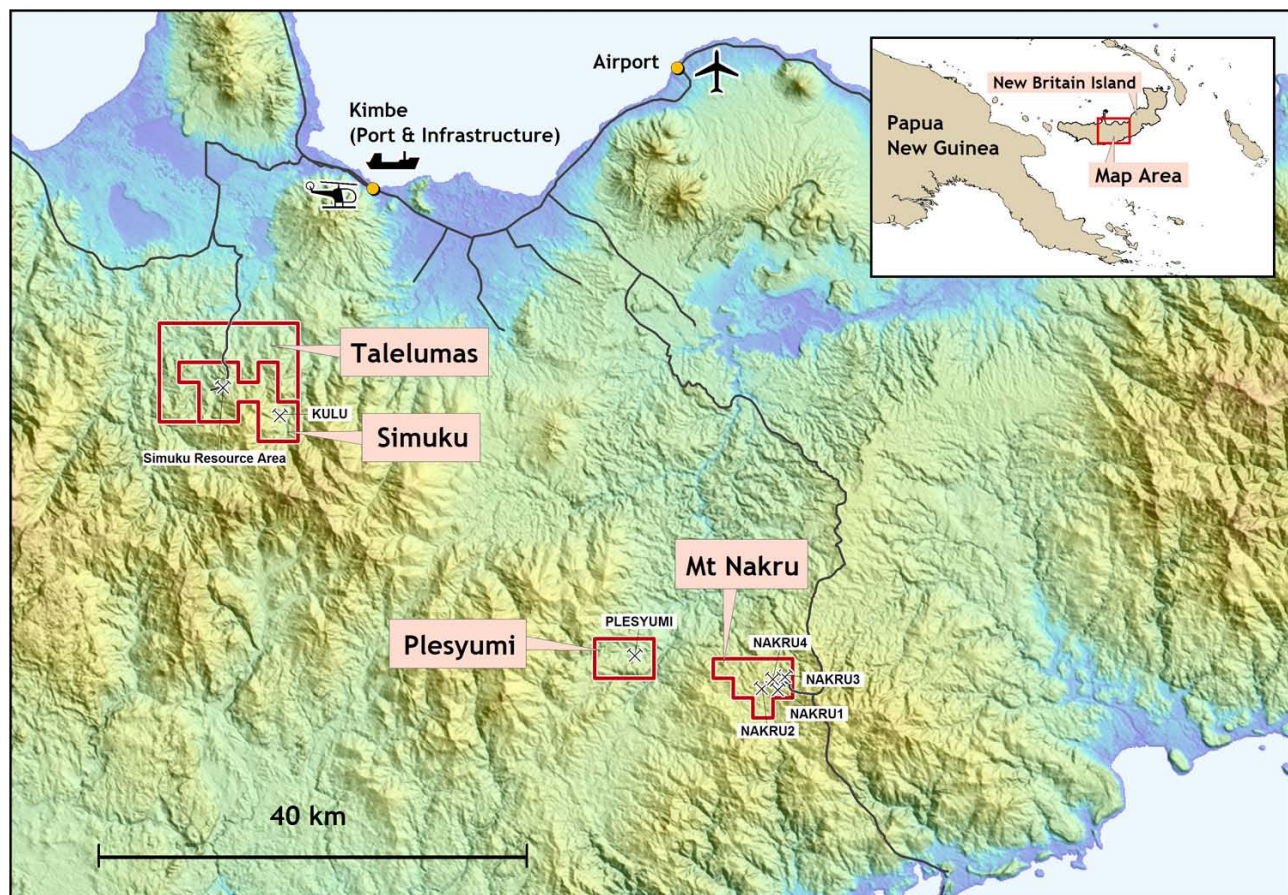 Airport
Kimbe
(Port & Infrastructure)
New Britain Island
Papua
New Guinea
Map Area
Talelumas
KULU
Simuku
Simuku Resource Area
Mt Nakru
PLESYUMI
Plesyumi
NAKRU4
NAKRU3
NAKRU1
NAKRU2
40 km